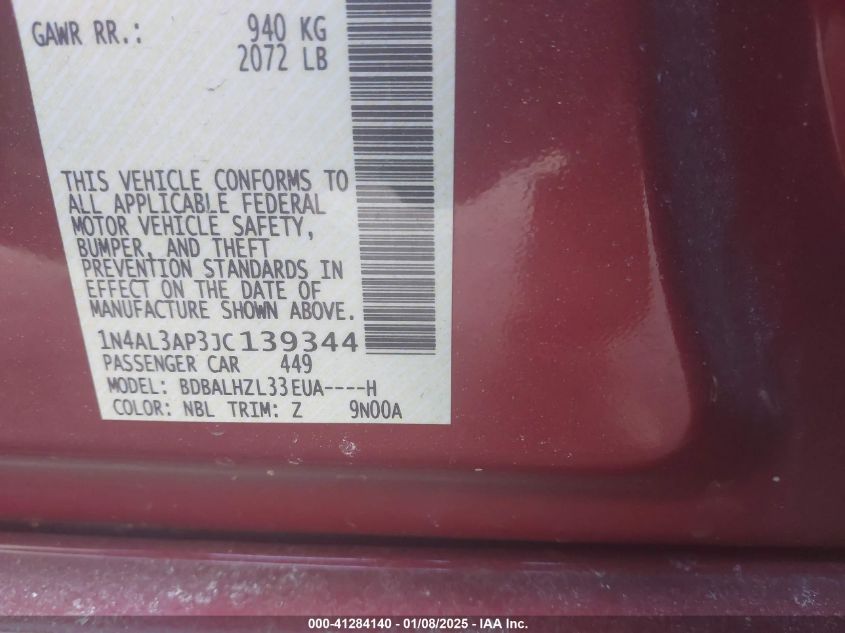 GAWR RR.: 940 KG
2072 LB
THIS VEHICLE CONFORMS TO
ALL APPLICABLE FEDERAL
MOTOR VEHICLE SAFETY,
BUMPER, AND THEFT
PREVENTION STANDARDS IN
EFFECT ON THE DATE OF
MANUFACTURE SHOWN ABOVE.
1N4AL3AP3JC139344
PASSENGER CAR 449
MODEL: BDBALHZL33EUA----H
COLOR: NBL TRIM: Z 9N00A
000-41284140 - 01/08/2025 - IAA Inc.